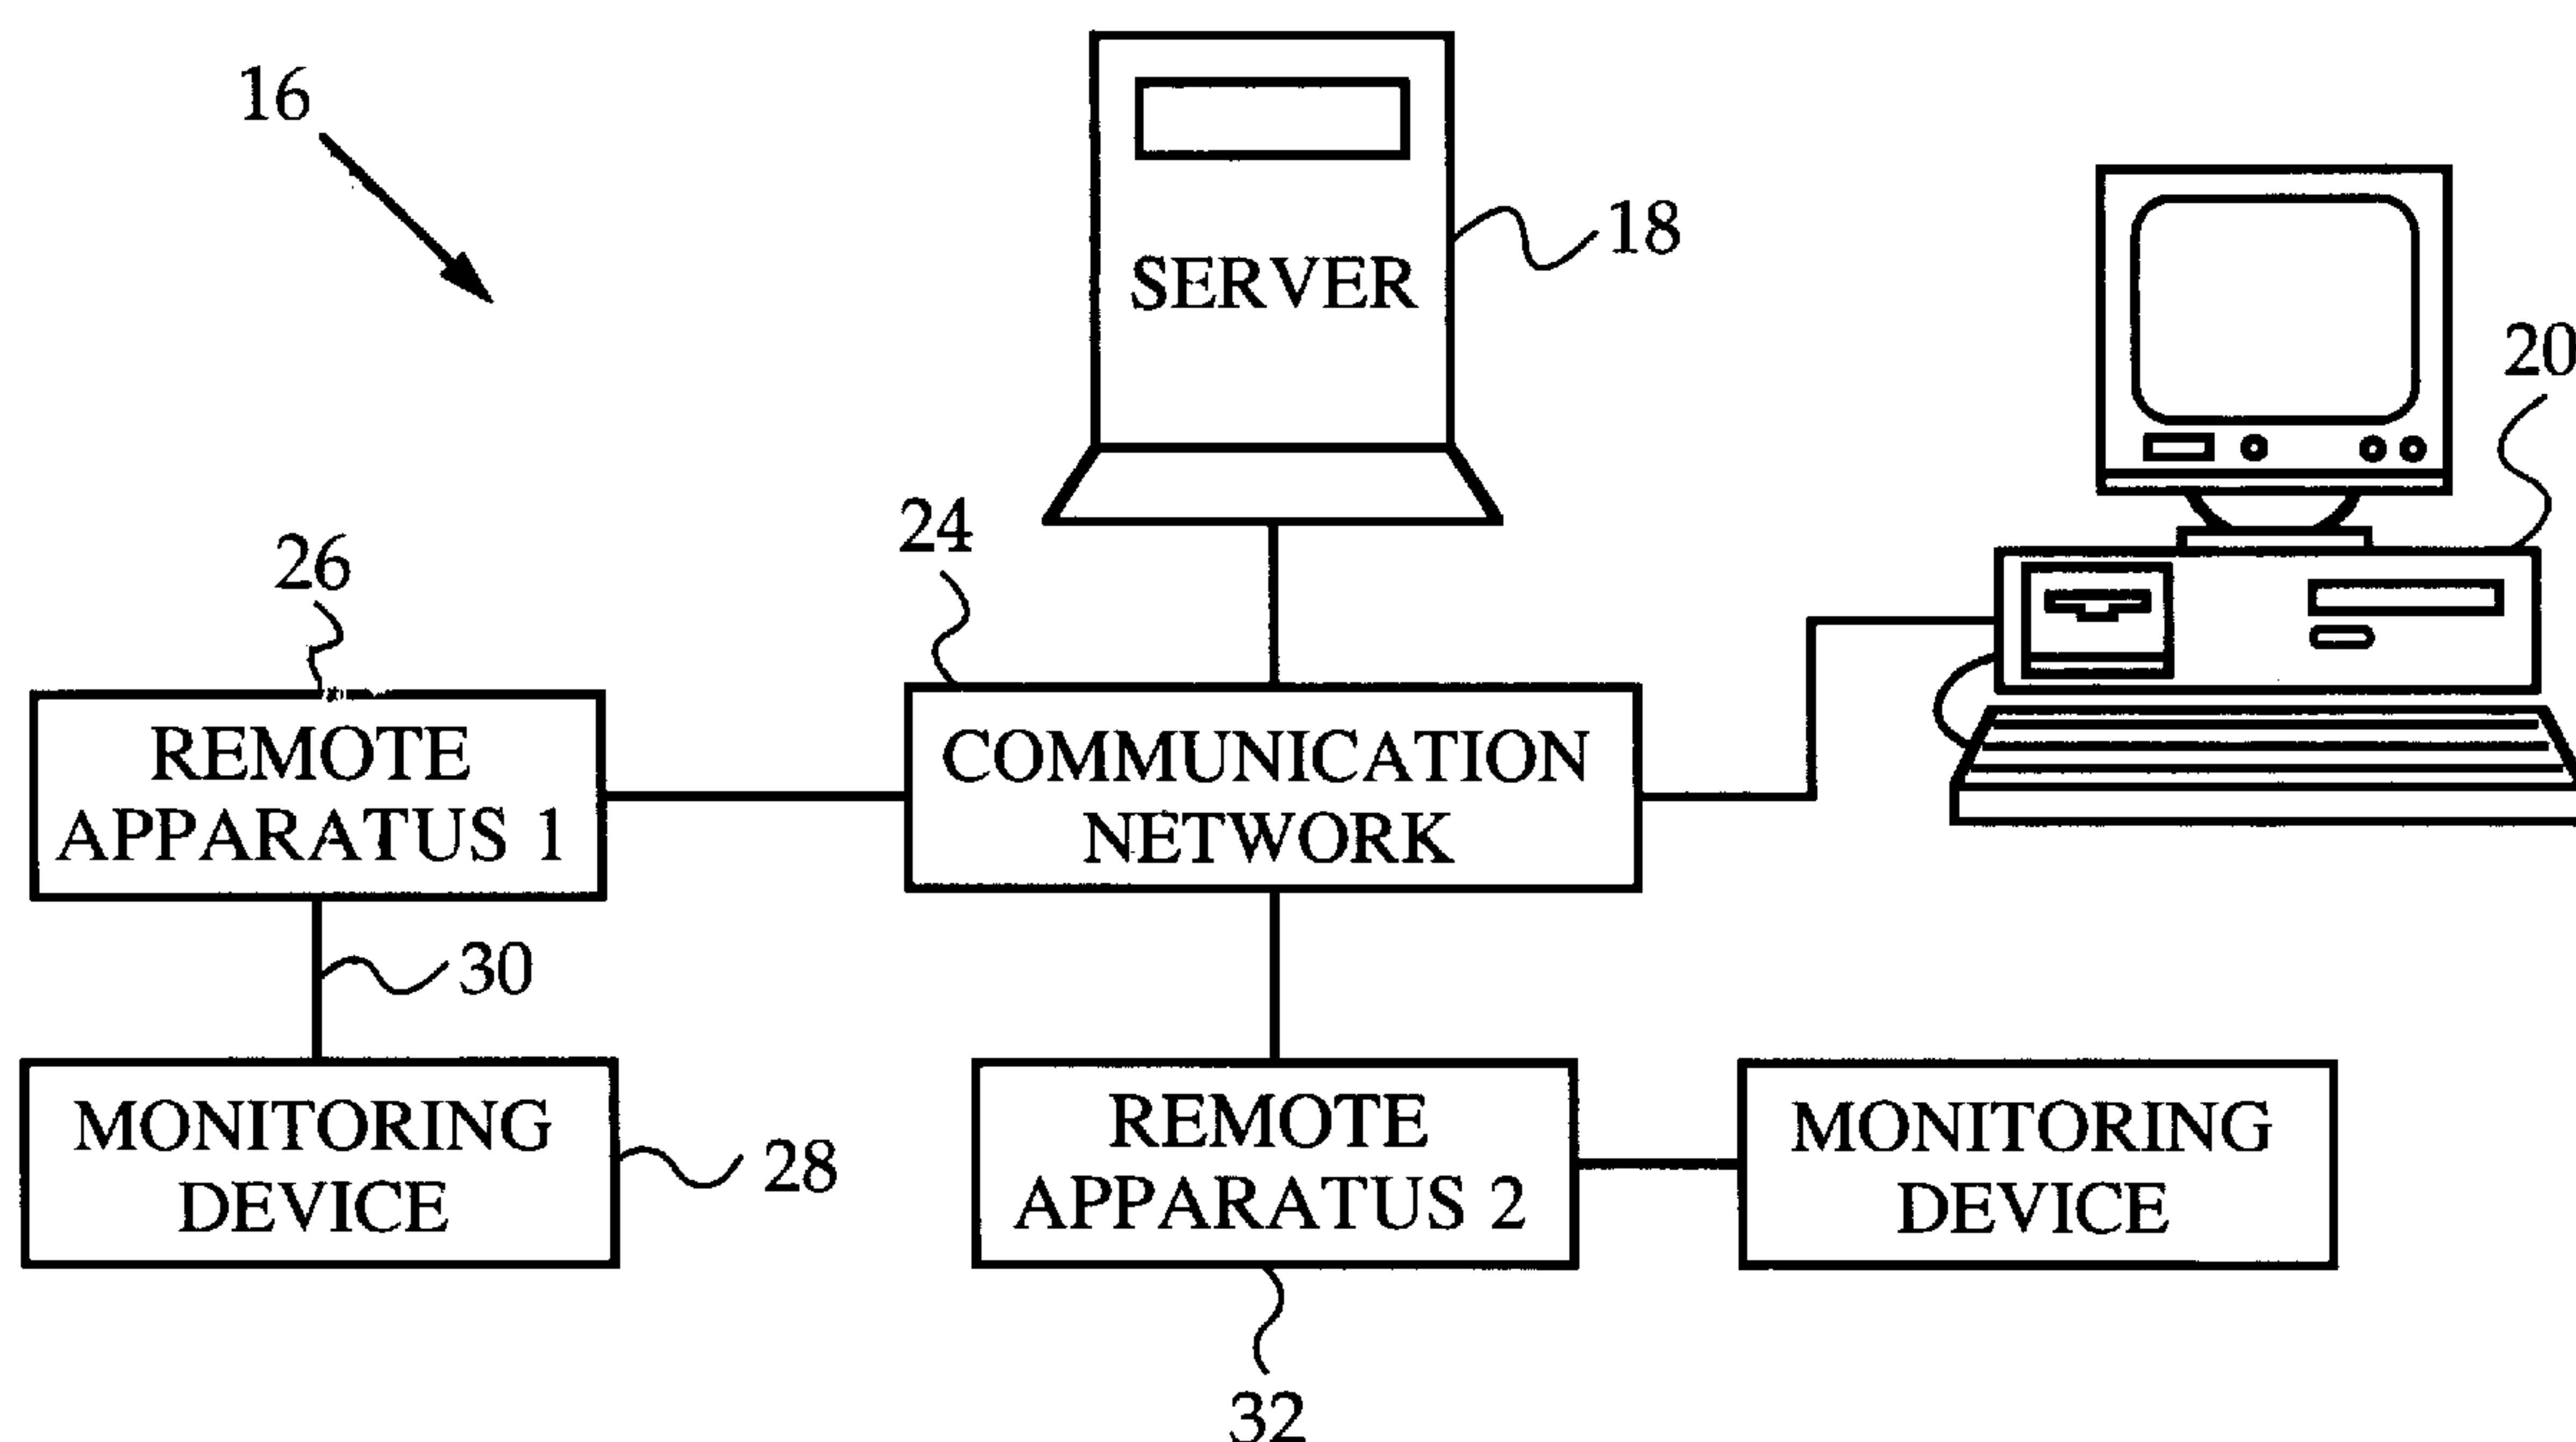 16
SERVER
18
20
24
26
REMOTE
APPARATUS 1
COMMUNICATION
NETWORK
30
MONITORING
DEVICE
28
REMOTE
APPARATUS 2
MONITORING
DEVICE
32